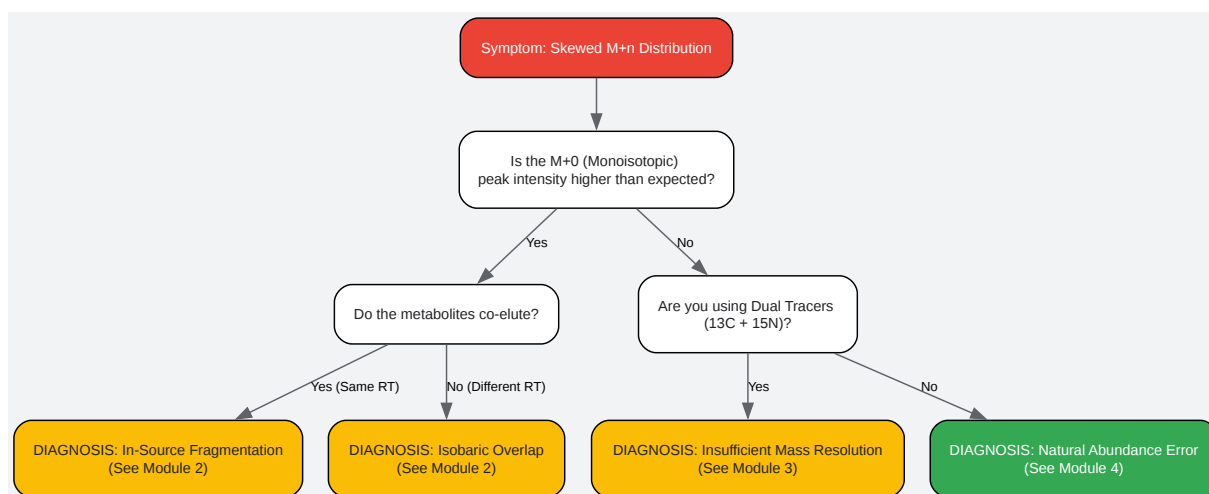 Symptom: Skewed M+n Distribution
Is the M+0 (Monoisotopic)
peak intensity higher than expected?
Yes
No
Do the metabolites co-elute?
Are you using Dual Tracers
(13C + 15N)?
Yes (Same RT)
No (Different RT)
Yes
No
DIAGNOSIS: In-Source Fragmentation
(See Module 2)
DIAGNOSIS: Isobaric Overlap
(See Module 2)
DIAGNOSIS: Insufficient Mass Resolution
(See Module 3)
DIAGNOSIS: Natural Abundance Error
(See Module 4)